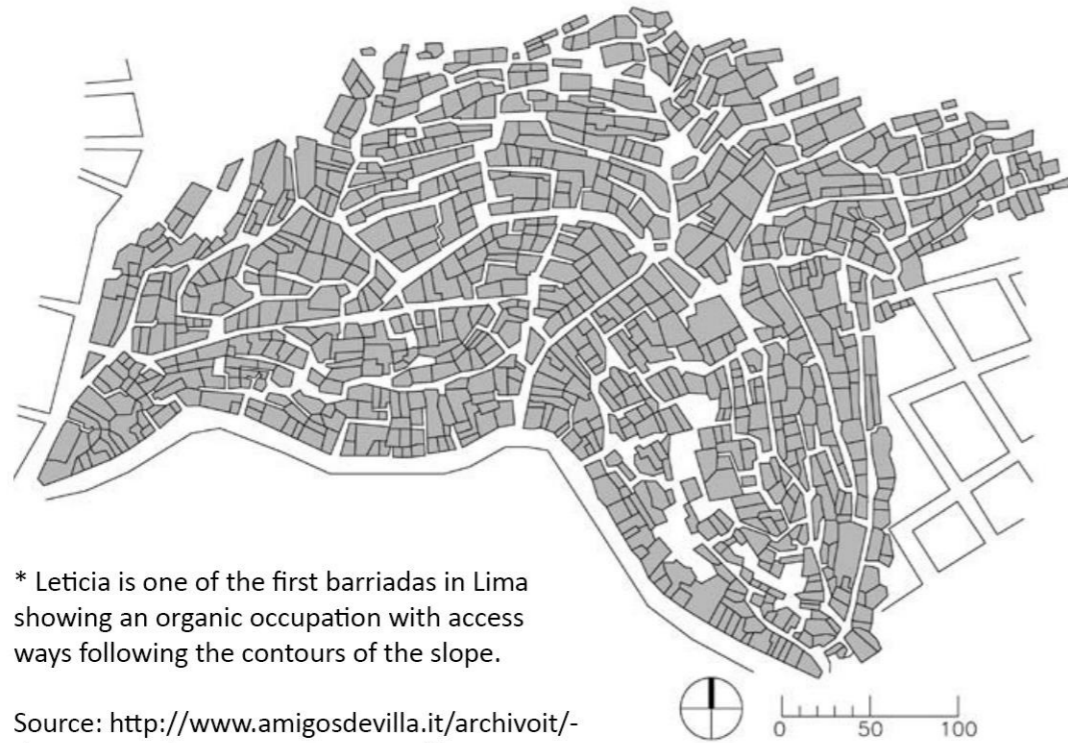 * Leticia is one of the first barriadas in Lima
showing an organic occupation with access
ways following the contours of the slope.
Source: http://www.amigosdevilla.it/archivoit/-
0 50 100